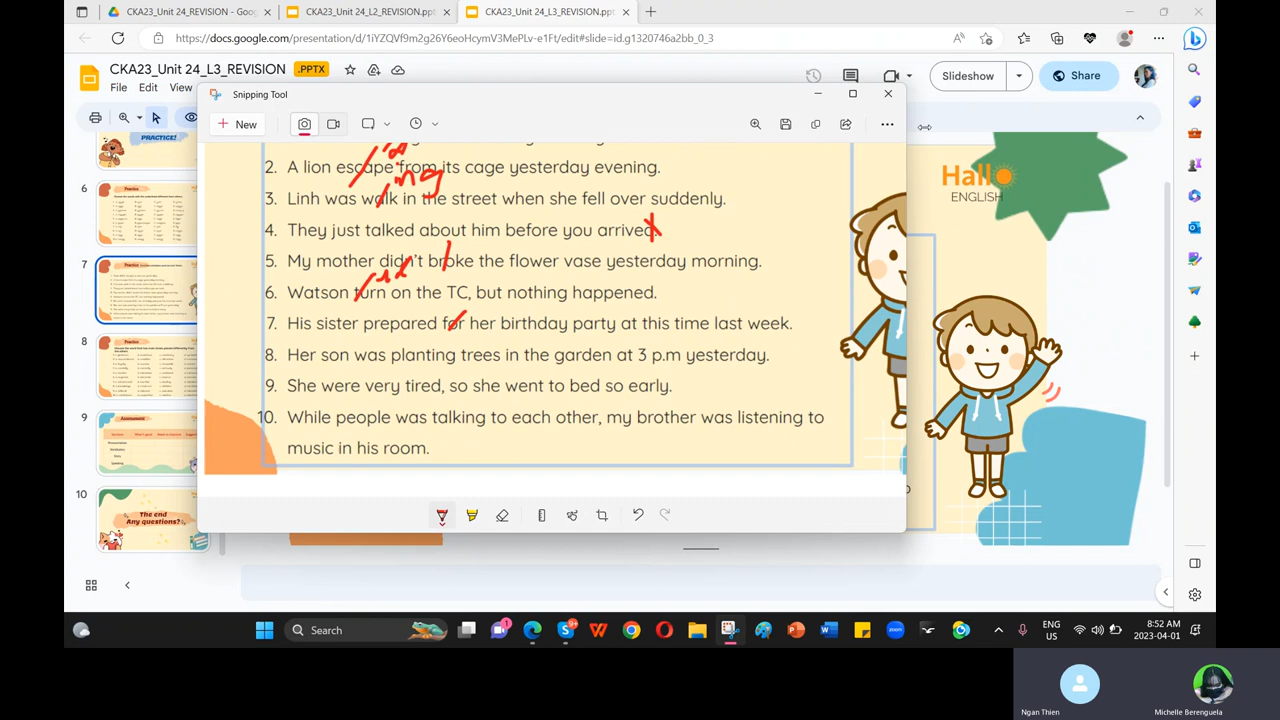 CKA23_Unit 24_REVISION - Goo
CKA23_Unit 24_L2_REVISION.ppt
CKA23_Unit 24_L3_REVISION.ppt
https://docs.google.com/presentation/d/1iYZQVf9m2g26Y6eoHcymV3MePLv-e1Ft/edit#slide=id.g1320746a2bb_0_3
CKA23_Unit 24_L3_REVISION .PPTX
File Edit View
Slideshow
Share
Snipping Tool
New
PRACTICE!
2. A lion escape from its cage yesterday evening.
ing
3. Linh was walk in the street when she fell over suddenly.
4. They just talked about him before you arrived.
5. My mother didn't broke the flower vase yesterday morning.
6. Watson turn on the TC, but nothing happened.
7. His sister prepared for her birthday party at this time last week.
8. Her son was planting trees in the garden at 3 p.m yesterday.
9. She were very tired, so she went to bed so early.
10. While people was talking to each other, my brother was listening to
music in his room.
Hallo
ENGLISH
6
Practice
7
Practice
8
9
Assessment
10
The end
Any questions?
Search
1
9+
ENG
US
8:52 AM
2023-04-01
Ngan Thien
Michelle Berenguela